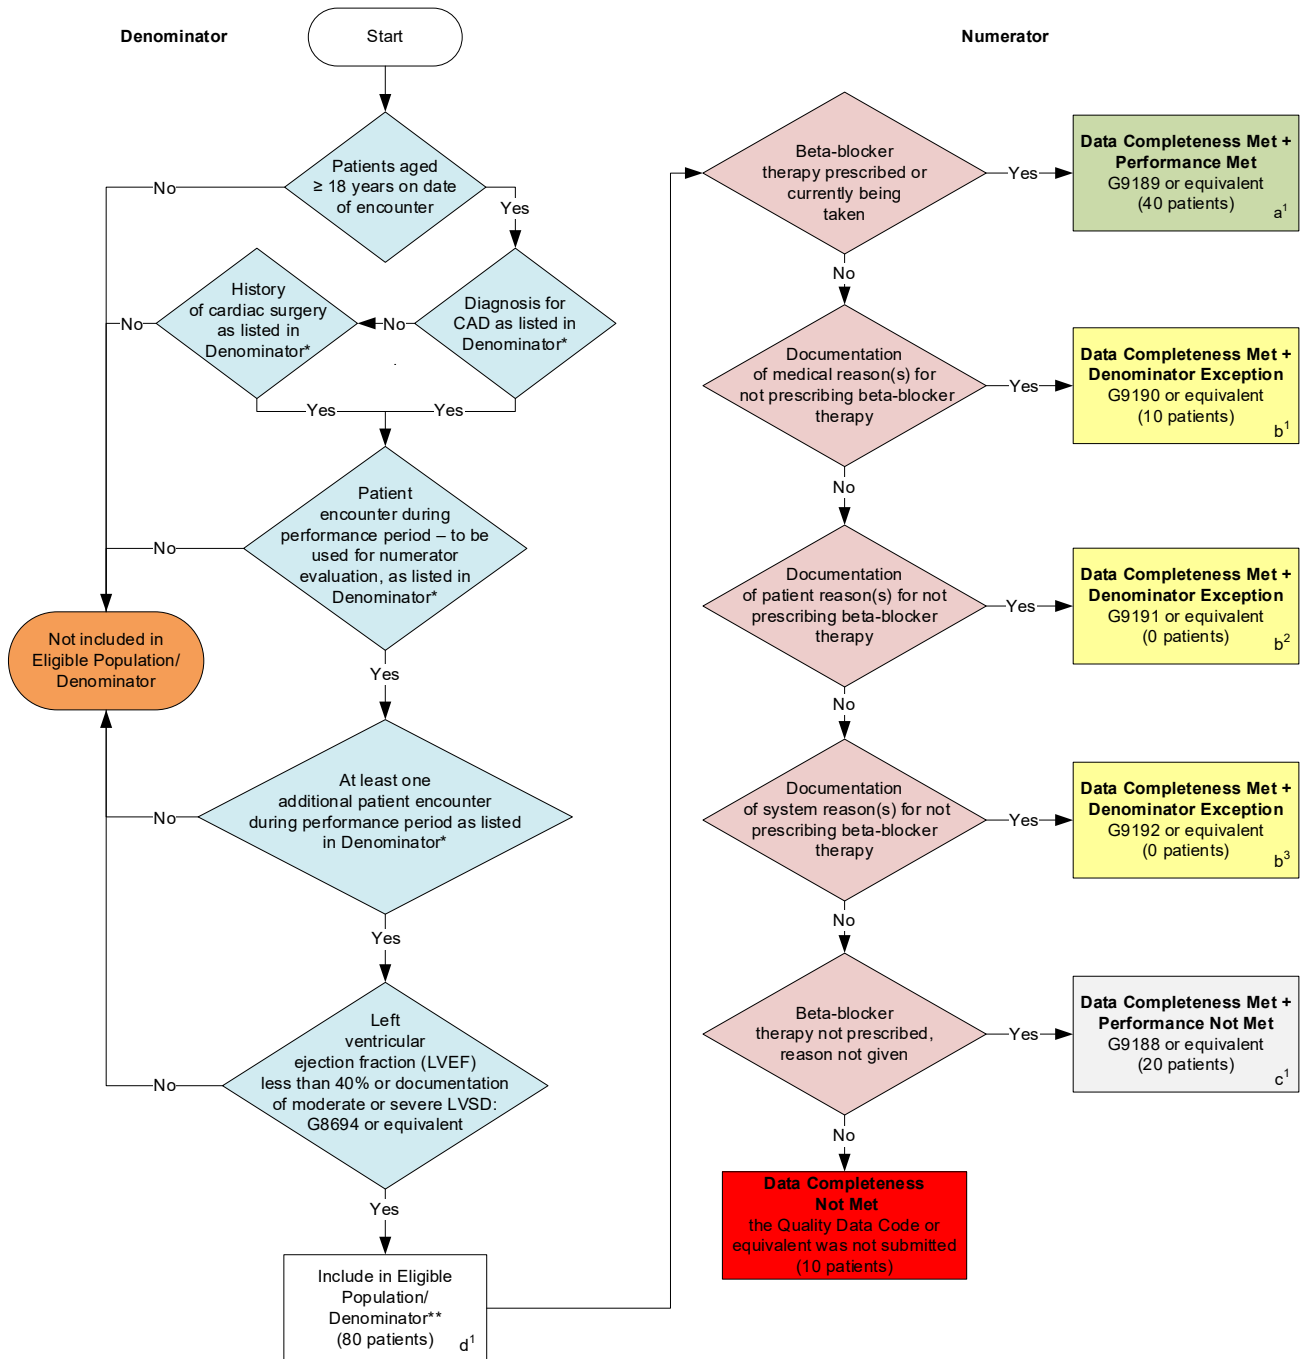 Denominator
Start
Patients aged
≥ 18 years on date
of encounter
No
Yes
Diagnosis for
CAD as listed in
Denominator*
No
History
of cardiac surgery
as listed in
Denominator*
No
Yes
Yes
Patient
encounter during
performance period – to be
used for numerator
evaluation, as listed in
Denominator*
No
Not included in
Eligible Population/
Denominator
Yes
At least one
additional patient encounter
during performance period as listed
in Denominator*
No
Yes
Left
ventricular
ejection fraction (LVEF)
less than 40% or documentation
of moderate or severe LVSD:
G8694 or equivalent
No
Yes
Include in Eligible
Population/
Denominator**
(80 patients)
d¹
Numerator
Beta-blocker
therapy prescribed or
currently being
taken
Yes
Data Completeness Met +
Performance Met
G9189 or equivalent
(40 patients)
a¹
No
Documentation
of medical reason(s) for
not prescribing beta-blocker
therapy
Yes
Data Completeness Met +
Denominator Exception
G9190 or equivalent
(10 patients)
b¹
No
Documentation
of patient reason(s) for not
prescribing beta-blocker
therapy
Yes
Data Completeness Met +
Denominator Exception
G9191 or equivalent
(0 patients)
b²
No
Documentation
of system reason(s) for not
prescribing beta-blocker
therapy
Yes
Data Completeness Met +
Denominator Exception
G9192 or equivalent
(0 patients)
b³
No
Beta-blocker
therapy not prescribed,
reason not given
Yes
Data Completeness Met +
Performance Not Met
G9188 or equivalent
(20 patients)
c¹
No
Data Completeness
Not Met
the Quality Data Code or
equivalent was not submitted
(10 patients)